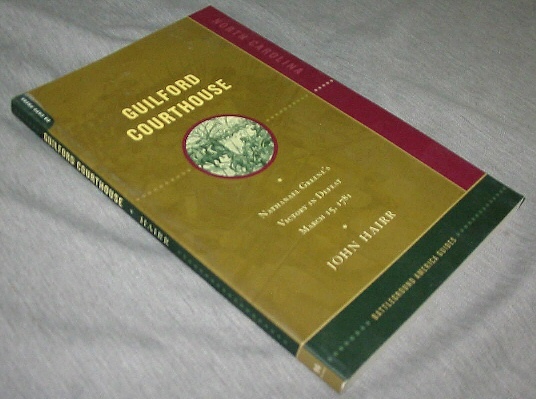 NORTH CAROLINA
GUILFORD
COURTHOUSE
NATHANAEL GREENE'S
VICTORY IN DEFEAT
MARCH 15, 1781
JOHN HAIRR
BATTLEGROUND AMERICA GUIDES
GUILFORD COURTHOUSE • HAIRR